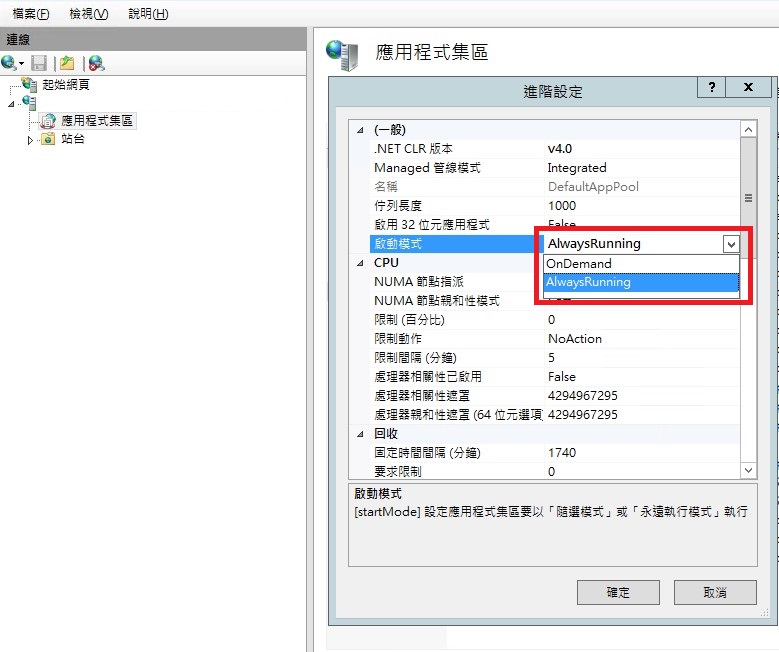 檔案(F) 檢視(V) 說明(H)
連線
起始網頁
應用程式集區
站台
應用程式集區
進階設定 ? x
(一般)
.NET CLR 版本 v4.0
Managed 管線模式 Integrated
名稱 DefaultAppPool
佇列長度 1000
啟用 32 位元應用程式 False
啟動模式 AlwaysRunning
OnDemand
AlwaysRunning
CPU
NUMA 節點指派
NUMA 節點親和性模式
限制 (百分比) 0
限制動作 NoAction
限制間隔 (分鐘) 5
處理器相關性已啟用 False
處理器相關性遮罩 4294967295
處理器親和性遮罩 (64 位元選項) 4294967295
回收
固定時間間隔 (分鐘) 1740
要求限制 0
啟動模式
[startMode] 設定應用程式集區要以「隨選模式」或「永遠執行模式」執行
確定 取消